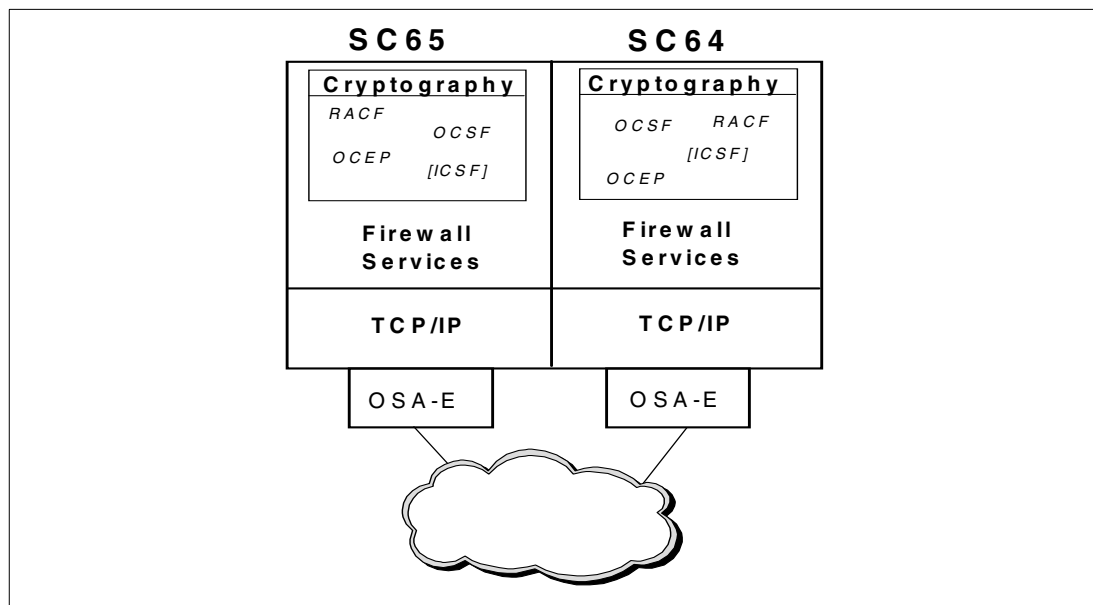 SC65
SC64
Cryptography
RACF
OCSF
OCEP
[ICSF]
Firewall
Services
TCP/IP
OSA-E
Cryptography
OCSF
RACF
[ICSF]
OCEP
Firewall
Services
TCP/IP
OSA-E